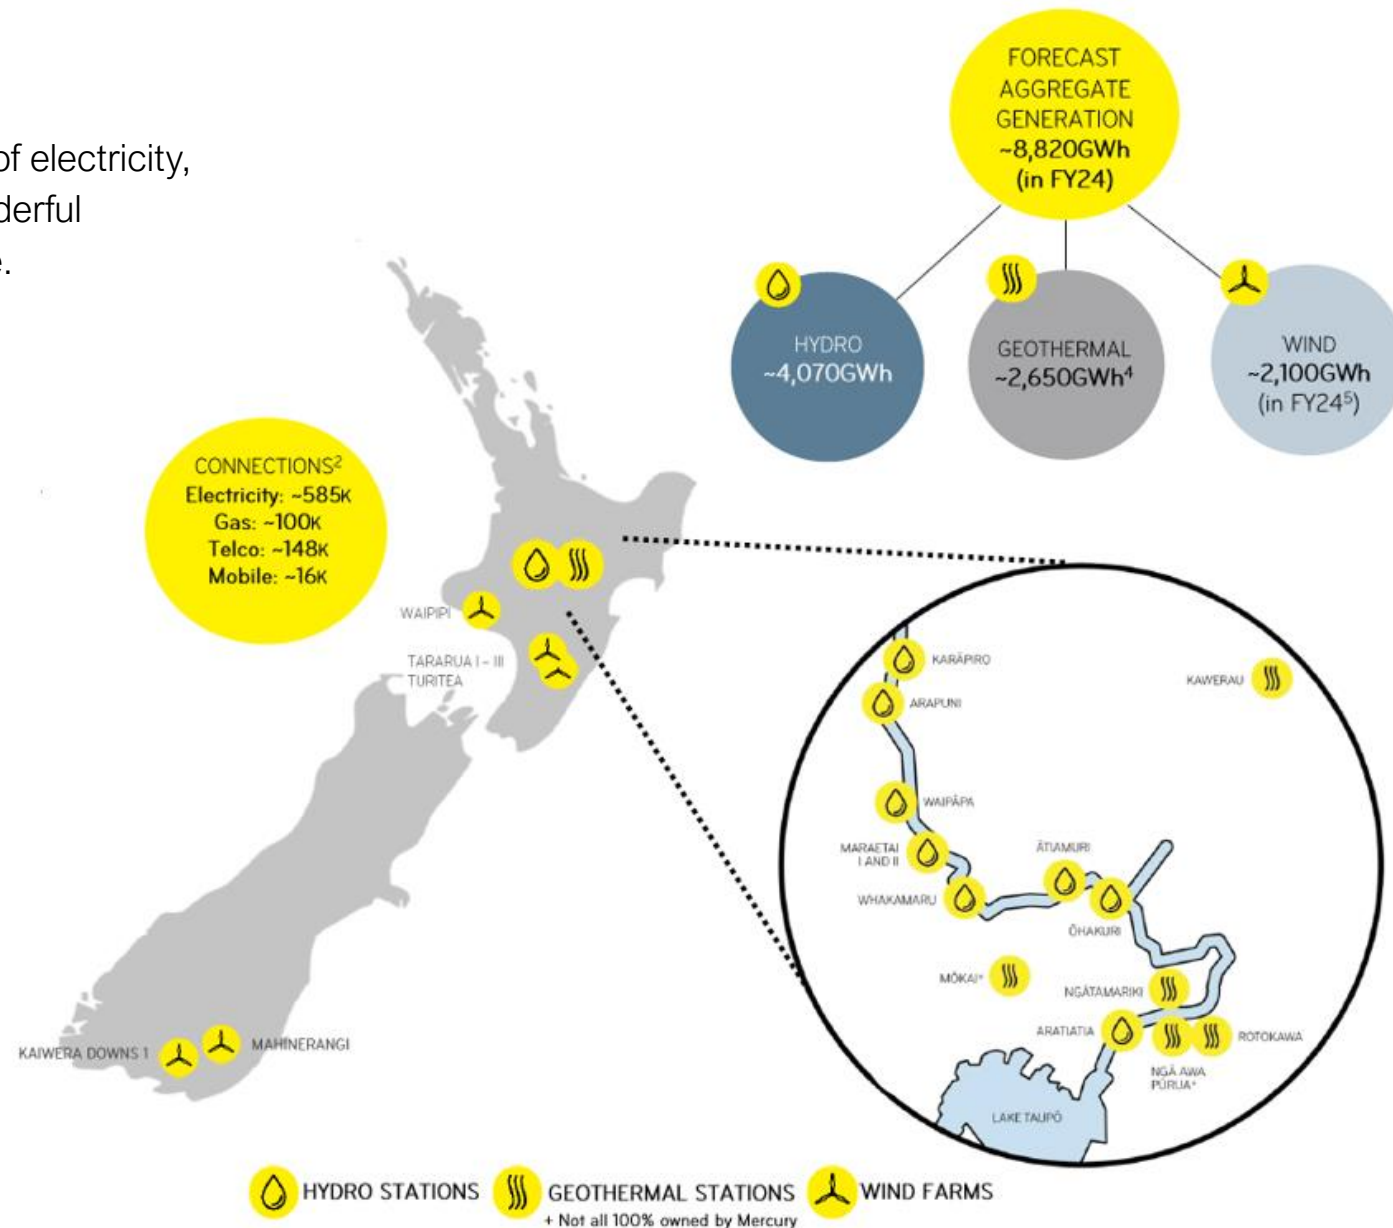 of electricity,
derful
e.
FORECAST
AGGREGATE
GENERATION
~8,820GWh
(in FY24)
HYDRO
~4,070GWh
GEOTHERMAL
~2,650GWh⁴
WIND
~2,100GWh
(in FY24⁵)
CONNECTIONS²
Electricity: ~585K
Gas: ~100K
Telco: ~148K
Mobile: ~16K
WAIPIPI
TARARUA I – III
TURITEA
KAIWERA DOWNS 1
MAHINERANGI
KARĀPIRO
ARAPUNI
KAWERAU
WAIPĀPA
MARAETAI
I AND II
WHAKAMARU
ĀTIAMURI
ŌHAKURI
MŌKAI+
NGĀTAMARIKI
ARATIATIA
ROTOKAWA
NGĀ AWA
PŪRUA+
LAKE TAUPŌ
HYDRO STATIONS
GEOTHERMAL STATIONS
+ Not all 100% owned by Mercury
WIND FARMS